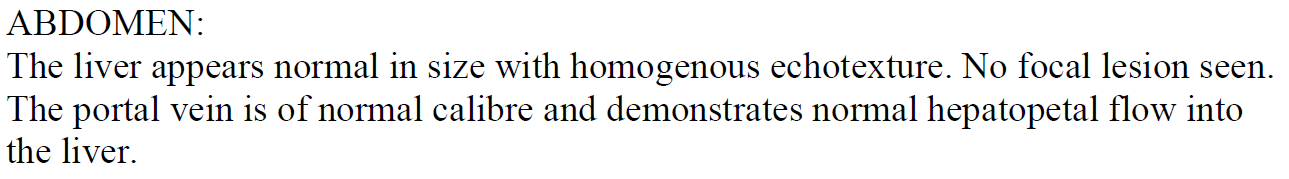 ABDOMEN:
The liver appears normal in size with homogenous echotexture. No focal lesion seen.
The portal vein is of normal calibre and demonstrates normal hepatopetal flow into
the liver.